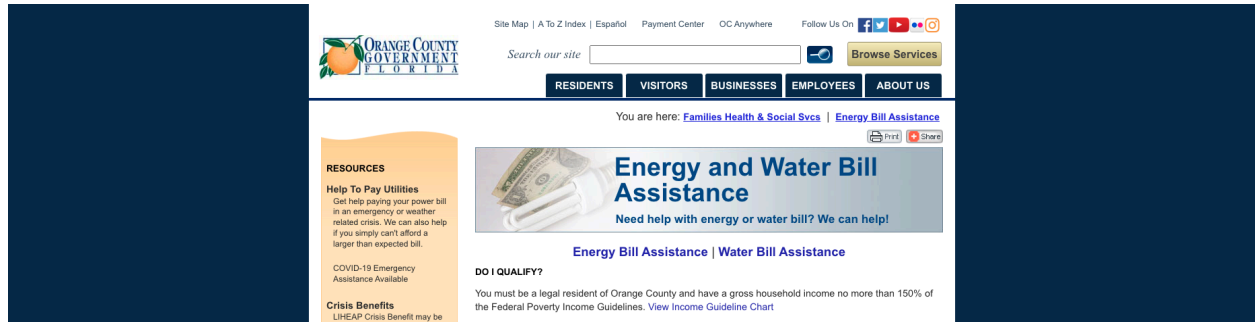 Site Map | A To Z Index | Español Payment Center OC Anywhere Follow Us On
ORANGE COUNTY
GOVERNMENT
FLORIDA
Search our site
Browse Services
RESIDENTS VISITORS BUSINESSES EMPLOYEES ABOUT US
You are here: Families Health & Social Svcs | Energy Bill Assistance
Print Share
RESOURCES
Help To Pay Utilities
Get help paying your power bill
in an emergency or weather
related crisis. We can also help
if you simply can't afford a
larger than expected bill.
COVID-19 Emergency
Assistance Available
Crisis Benefits
LIHEAP Crisis Benefit may be
Energy and Water Bill
Assistance
Need help with energy or water bill? We can help!
Energy Bill Assistance | Water Bill Assistance
DO I QUALIFY?
You must be a legal resident of Orange County and have a gross household income no more than 150% of
the Federal Poverty Income Guidelines. View Income Guideline Chart